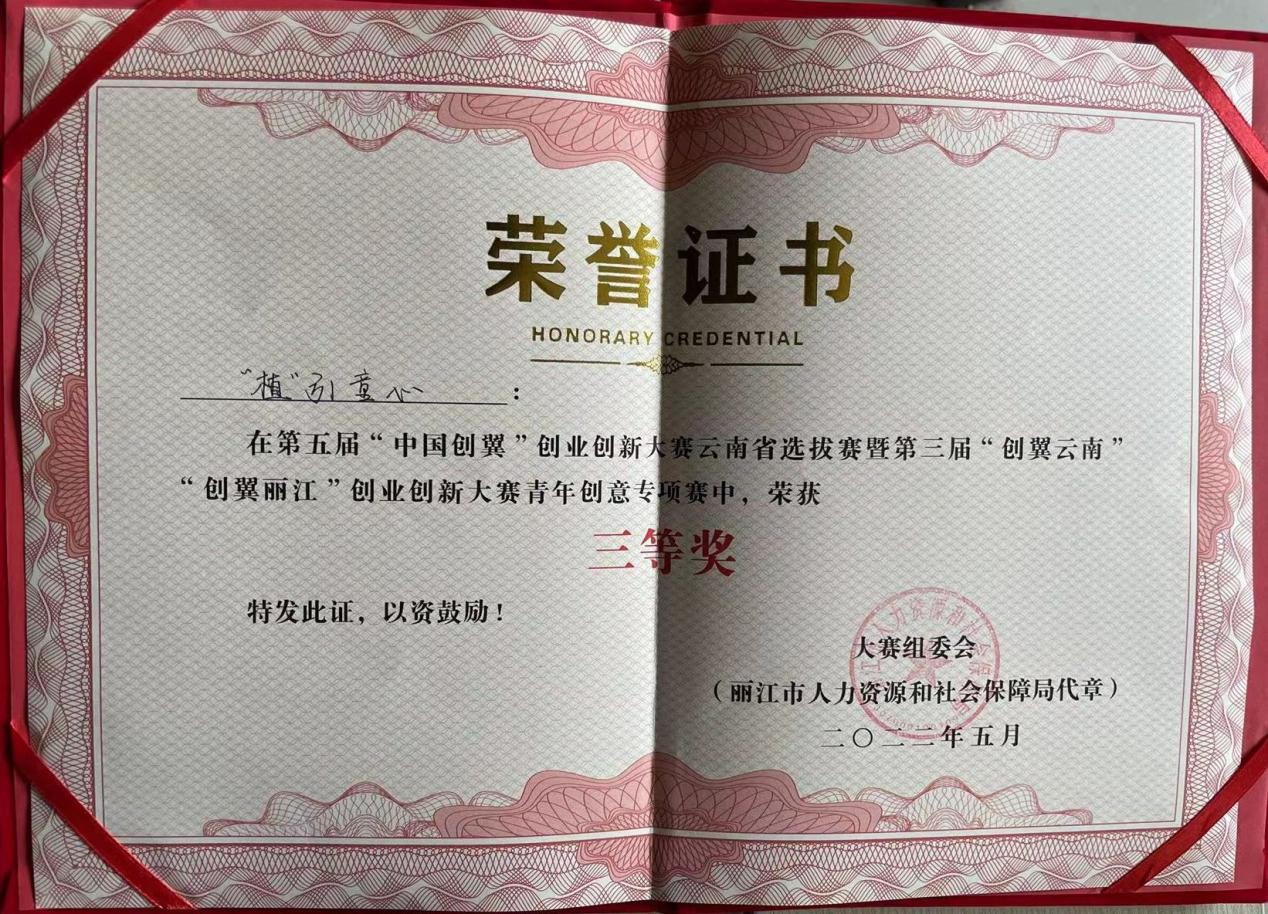 荣誉证书
HONORARY CREDENTIAL
“植”引童心：
在第五届“中国创翼”创业创新大赛云南省选拔赛暨第三届“创翼云南”
“创翼丽江”创业创新大赛青年创意专项赛中，荣获
三等奖
特发此证，以资鼓励！
大赛组委会
（丽江市人力资源和社会保障局代章）
二〇二二年五月